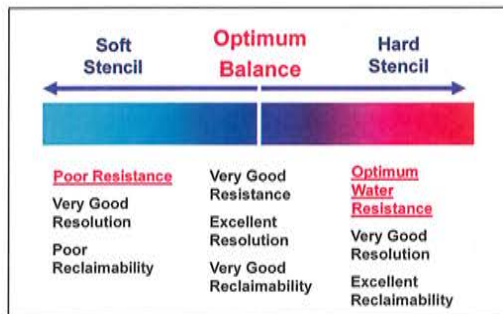 Soft
Stencil
Optimum
Balance
Hard
Stencil
Poor Resistance
Very Good
Resolution
Poor
Reclaimability
Very Good
Resistance
Excellent
Resolution
Very Good
Reclaimability
Optimum
Water
Resistance
Very Good
Resolution
Excellent
Reclaimability